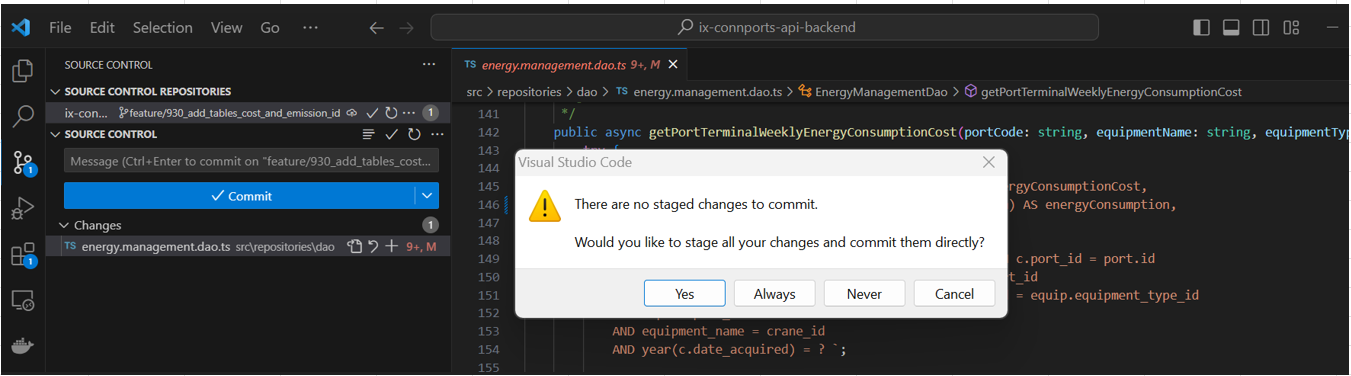 File Edit Selection View Go ··· ix-connports-api-backend
SOURCE CONTROL ···
SOURCE CONTROL REPOSITORIES
ix-con... feature/930_add_tables_cost_and_emission_id ··· 1
SOURCE CONTROL ···
Message (Ctrl+Enter to commit on "feature/930_add_tables_cost...
Commit
Changes 1
TS energy.management.dao.ts src\repositories\dao 9+, M
1
1
TS energy.management.dao.ts 9+, M
src > repositories > dao > TS energy.management.dao.ts > EnergyManagementDao > getPortTerminalWeeklyEnergyConsumptionCost
141 */
142 public async getPortTerminalWeeklyEnergyConsumptionCost(portCode: string, equipmentName: string, equipmentTyp
143 try {
144
145 rgyConsumptionCost,
146 ) AS energyConsumption,
147
148
149 c.port_id = port.id
150 t_id
151 = equip.equipment_type_id
152
153 AND equipment_name = crane_id
154 AND year(c.date_acquired) = ? `;
155
Visual Studio Code
There are no staged changes to commit.
Would you like to stage all your changes and commit them directly?
Yes Always Never Cancel